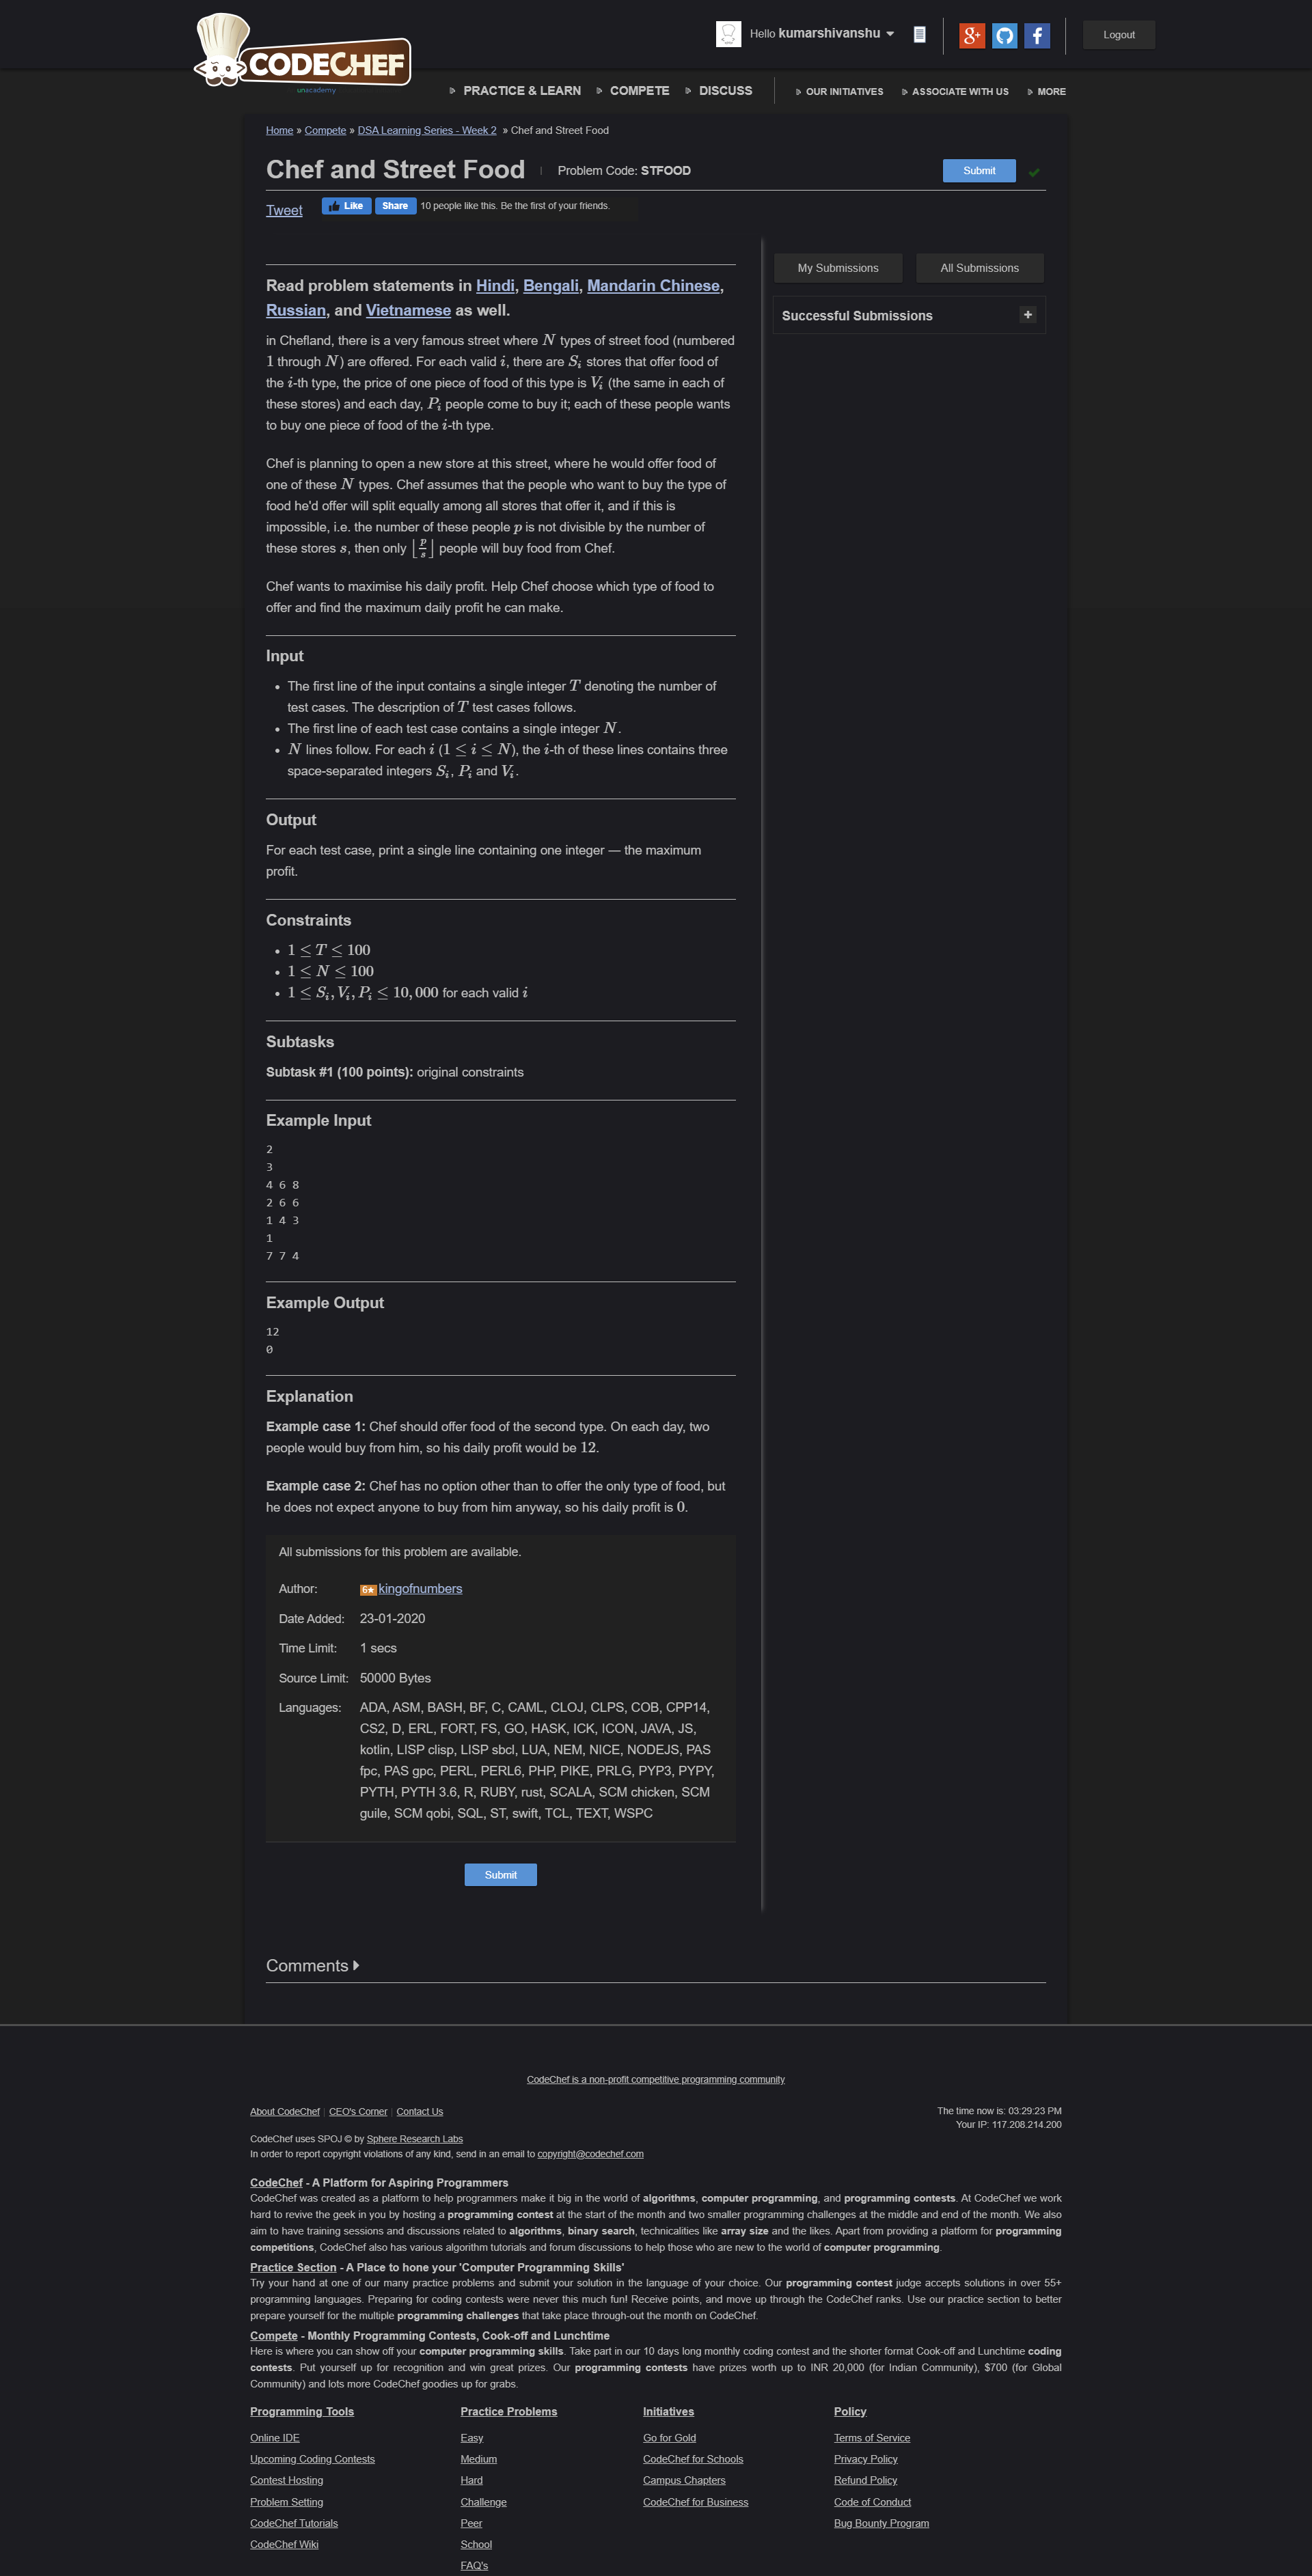 Hello kumarshivanshu
Logout
CODECHEF
unacademy
PRACTICE & LEARN COMPETE DISCUSS OUR INITIATIVES ASSOCIATE WITH US MORE
Home » Compete » DSA Learning Series - Week 2 » Chef and Street Food
Chef and Street Food | Problem Code: STFOOD Submit
Tweet Like Share 10 people like this. Be the first of your friends.
My Submissions All Submissions
Successful Submissions +
Read problem statements in Hindi, Bengali, Mandarin Chinese,
Russian, and Vietnamese as well.
in Chefland, there is a very famous street where N types of street food (numbered
1 through N) are offered. For each valid i, there are S_i stores that offer food of
the i-th type, the price of one piece of food of this type is V_i (the same in each of
these stores) and each day, P_i people come to buy it; each of these people wants
to buy one piece of food of the i-th type.
Chef is planning to open a new store at this street, where he would offer food of
one of these N types. Chef assumes that the people who want to buy the type of
food he'd offer will split equally among all stores that offer it, and if this is
impossible, i.e. the number of these people p is not divisible by the number of
these stores s, then only ⌊p/s⌋ people will buy food from Chef.
Chef wants to maximise his daily profit. Help Chef choose which type of food to
offer and find the maximum daily profit he can make.
Input
• The first line of the input contains a single integer T denoting the number of
test cases. The description of T test cases follows.
• The first line of each test case contains a single integer N.
• N lines follow. For each i (1 ≤ i ≤ N), the i-th of these lines contains three
space-separated integers S_i, P_i and V_i.
Output
For each test case, print a single line containing one integer — the maximum
profit.
Constraints
• 1 ≤ T ≤ 100
• 1 ≤ N ≤ 100
• 1 ≤ S_i, V_i, P_i ≤ 10,000 for each valid i
Subtasks
Subtask #1 (100 points): original constraints
Example Input
2
3
4 6 8
2 6 6
1 4 3
1
7 7 4
Example Output
12
0
Explanation
Example case 1: Chef should offer food of the second type. On each day, two
people would buy from him, so his daily profit would be 12.
Example case 2: Chef has no option other than to offer the only type of food, but
he does not expect anyone to buy from him anyway, so his daily profit is 0.
All submissions for this problem are available.
Author: 6★ kingofnumbers
Date Added: 23-01-2020
Time Limit: 1 secs
Source Limit: 50000 Bytes
Languages: ADA, ASM, BASH, BF, C, CAML, CLOJ, CLPS, COB, CPP14,
CS2, D, ERL, FORT, FS, GO, HASK, ICK, ICON, JAVA, JS,
kotlin, LISP clisp, LISP sbcl, LUA, NEM, NICE, NODEJS, PAS
fpc, PAS gpc, PERL, PERL6, PHP, PIKE, PRLG, PYP3, PYPY,
PYTH, PYTH 3.6, R, RUBY, rust, SCALA, SCM chicken, SCM
guile, SCM qobi, SQL, ST, swift, TCL, TEXT, WSPC
Submit
Comments
CodeChef is a non-profit competitive programming community
About CodeChef | CEO's Corner | Contact Us
The time now is: 03:29:23 PM
Your IP: 117.208.214.200
CodeChef uses SPOJ © by Sphere Research Labs
In order to report copyright violations of any kind, send in an email to copyright@codechef.com
CodeChef - A Platform for Aspiring Programmers
CodeChef was created as a platform to help programmers make it big in the world of algorithms, computer programming, and programming contests. At CodeChef we work
hard to revive the geek in you by hosting a programming contest at the start of the month and two smaller programming challenges at the middle and end of the month. We also
aim to have training sessions and discussions related to algorithms, binary search, technicalities like array size and the likes. Apart from providing a platform for programming
competitions, CodeChef also has various algorithm tutorials and forum discussions to help those who are new to the world of computer programming.
Practice Section - A Place to hone your 'Computer Programming Skills'
Try your hand at one of our many practice problems and submit your solution in the language of your choice. Our programming contest judge accepts solutions in over 55+
programming languages. Preparing for coding contests were never this much fun! Receive points, and move up through the CodeChef ranks. Use our practice section to better
prepare yourself for the multiple programming challenges that take place through-out the month on CodeChef.
Compete - Monthly Programming Contests, Cook-off and Lunchtime
Here is where you can show off your computer programming skills. Take part in our 10 days long monthly coding contest and the shorter format Cook-off and Lunchtime coding
contests. Put yourself up for recognition and win great prizes. Our programming contests have prizes worth up to INR 20,000 (for Indian Community), $700 (for Global
Community) and lots more CodeChef goodies up for grabs.
Programming Tools Practice Problems Initiatives Policy
Online IDE Easy Go for Gold Terms of Service
Upcoming Coding Contests Medium CodeChef for Schools Privacy Policy
Contest Hosting Hard Campus Chapters Refund Policy
Problem Setting Challenge CodeChef for Business Code of Conduct
CodeChef Tutorials Peer Bug Bounty Program
CodeChef Wiki School
FAQ's